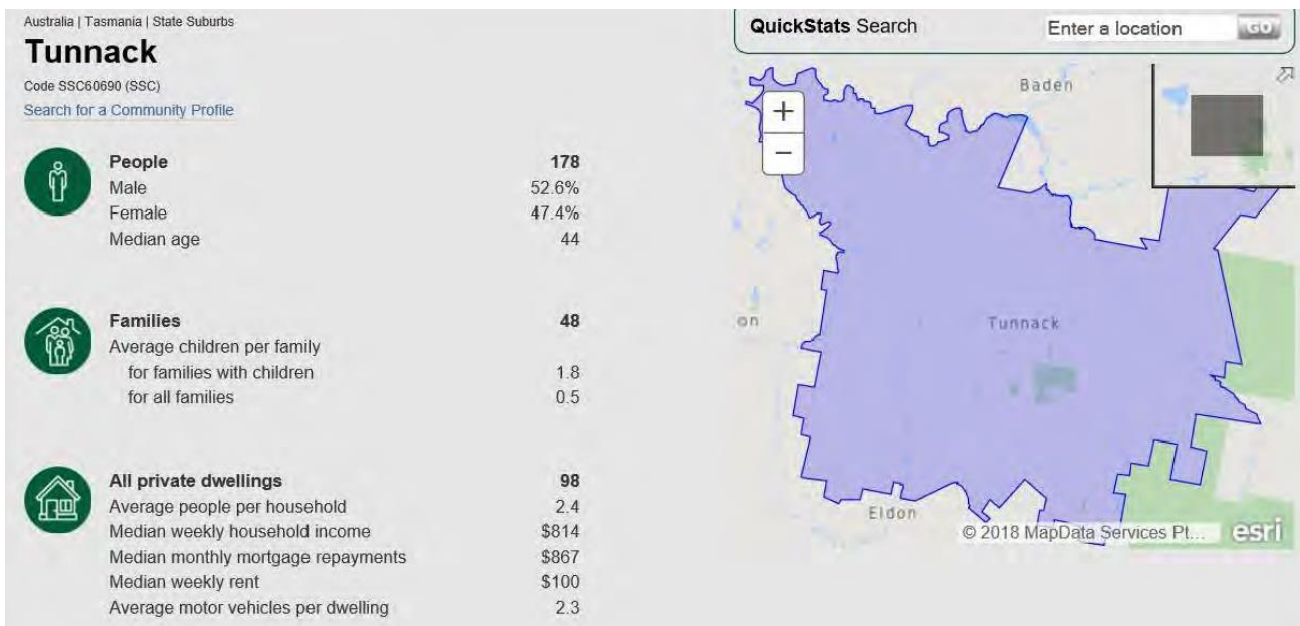 Australia | Tasmania | State Suburbs
Tunnack
Code SSC60690 (SSC)
Search for a Community Profile
People 178
Male 52.6%
Female 47.4%
Median age 44
Families 48
Average children per family
for families with children 1.8
for all families 0.5
All private dwellings 98
Average people per household 2.4
Median weekly household income $814
Median monthly mortgage repayments $867
Median weekly rent $100
Average motor vehicles per dwelling 2.3
QuickStats Search Enter a location GO
+
−
Baden
on
Tunnack
Eldon
© 2018 MapData Services Pt... esri